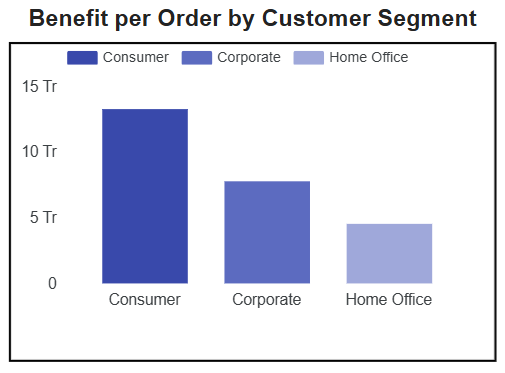 Benefit per Order by Customer Segment
Consumer Corporate Home Office
15 Tr
10 Tr
5 Tr
0
Consumer Corporate Home Office